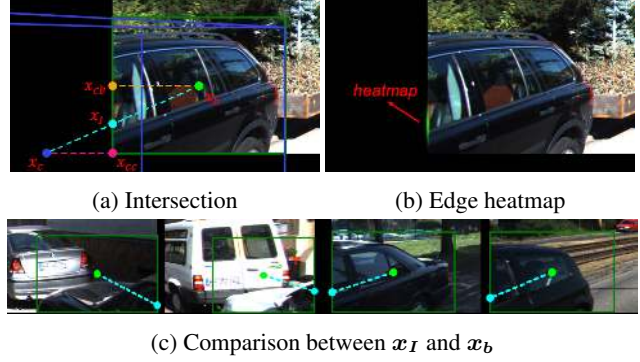 x_cb
x_I
x_c
x_cc
heatmap
(a) Intersection
(b) Edge heatmap
(c) Comparison between x_I and x_b